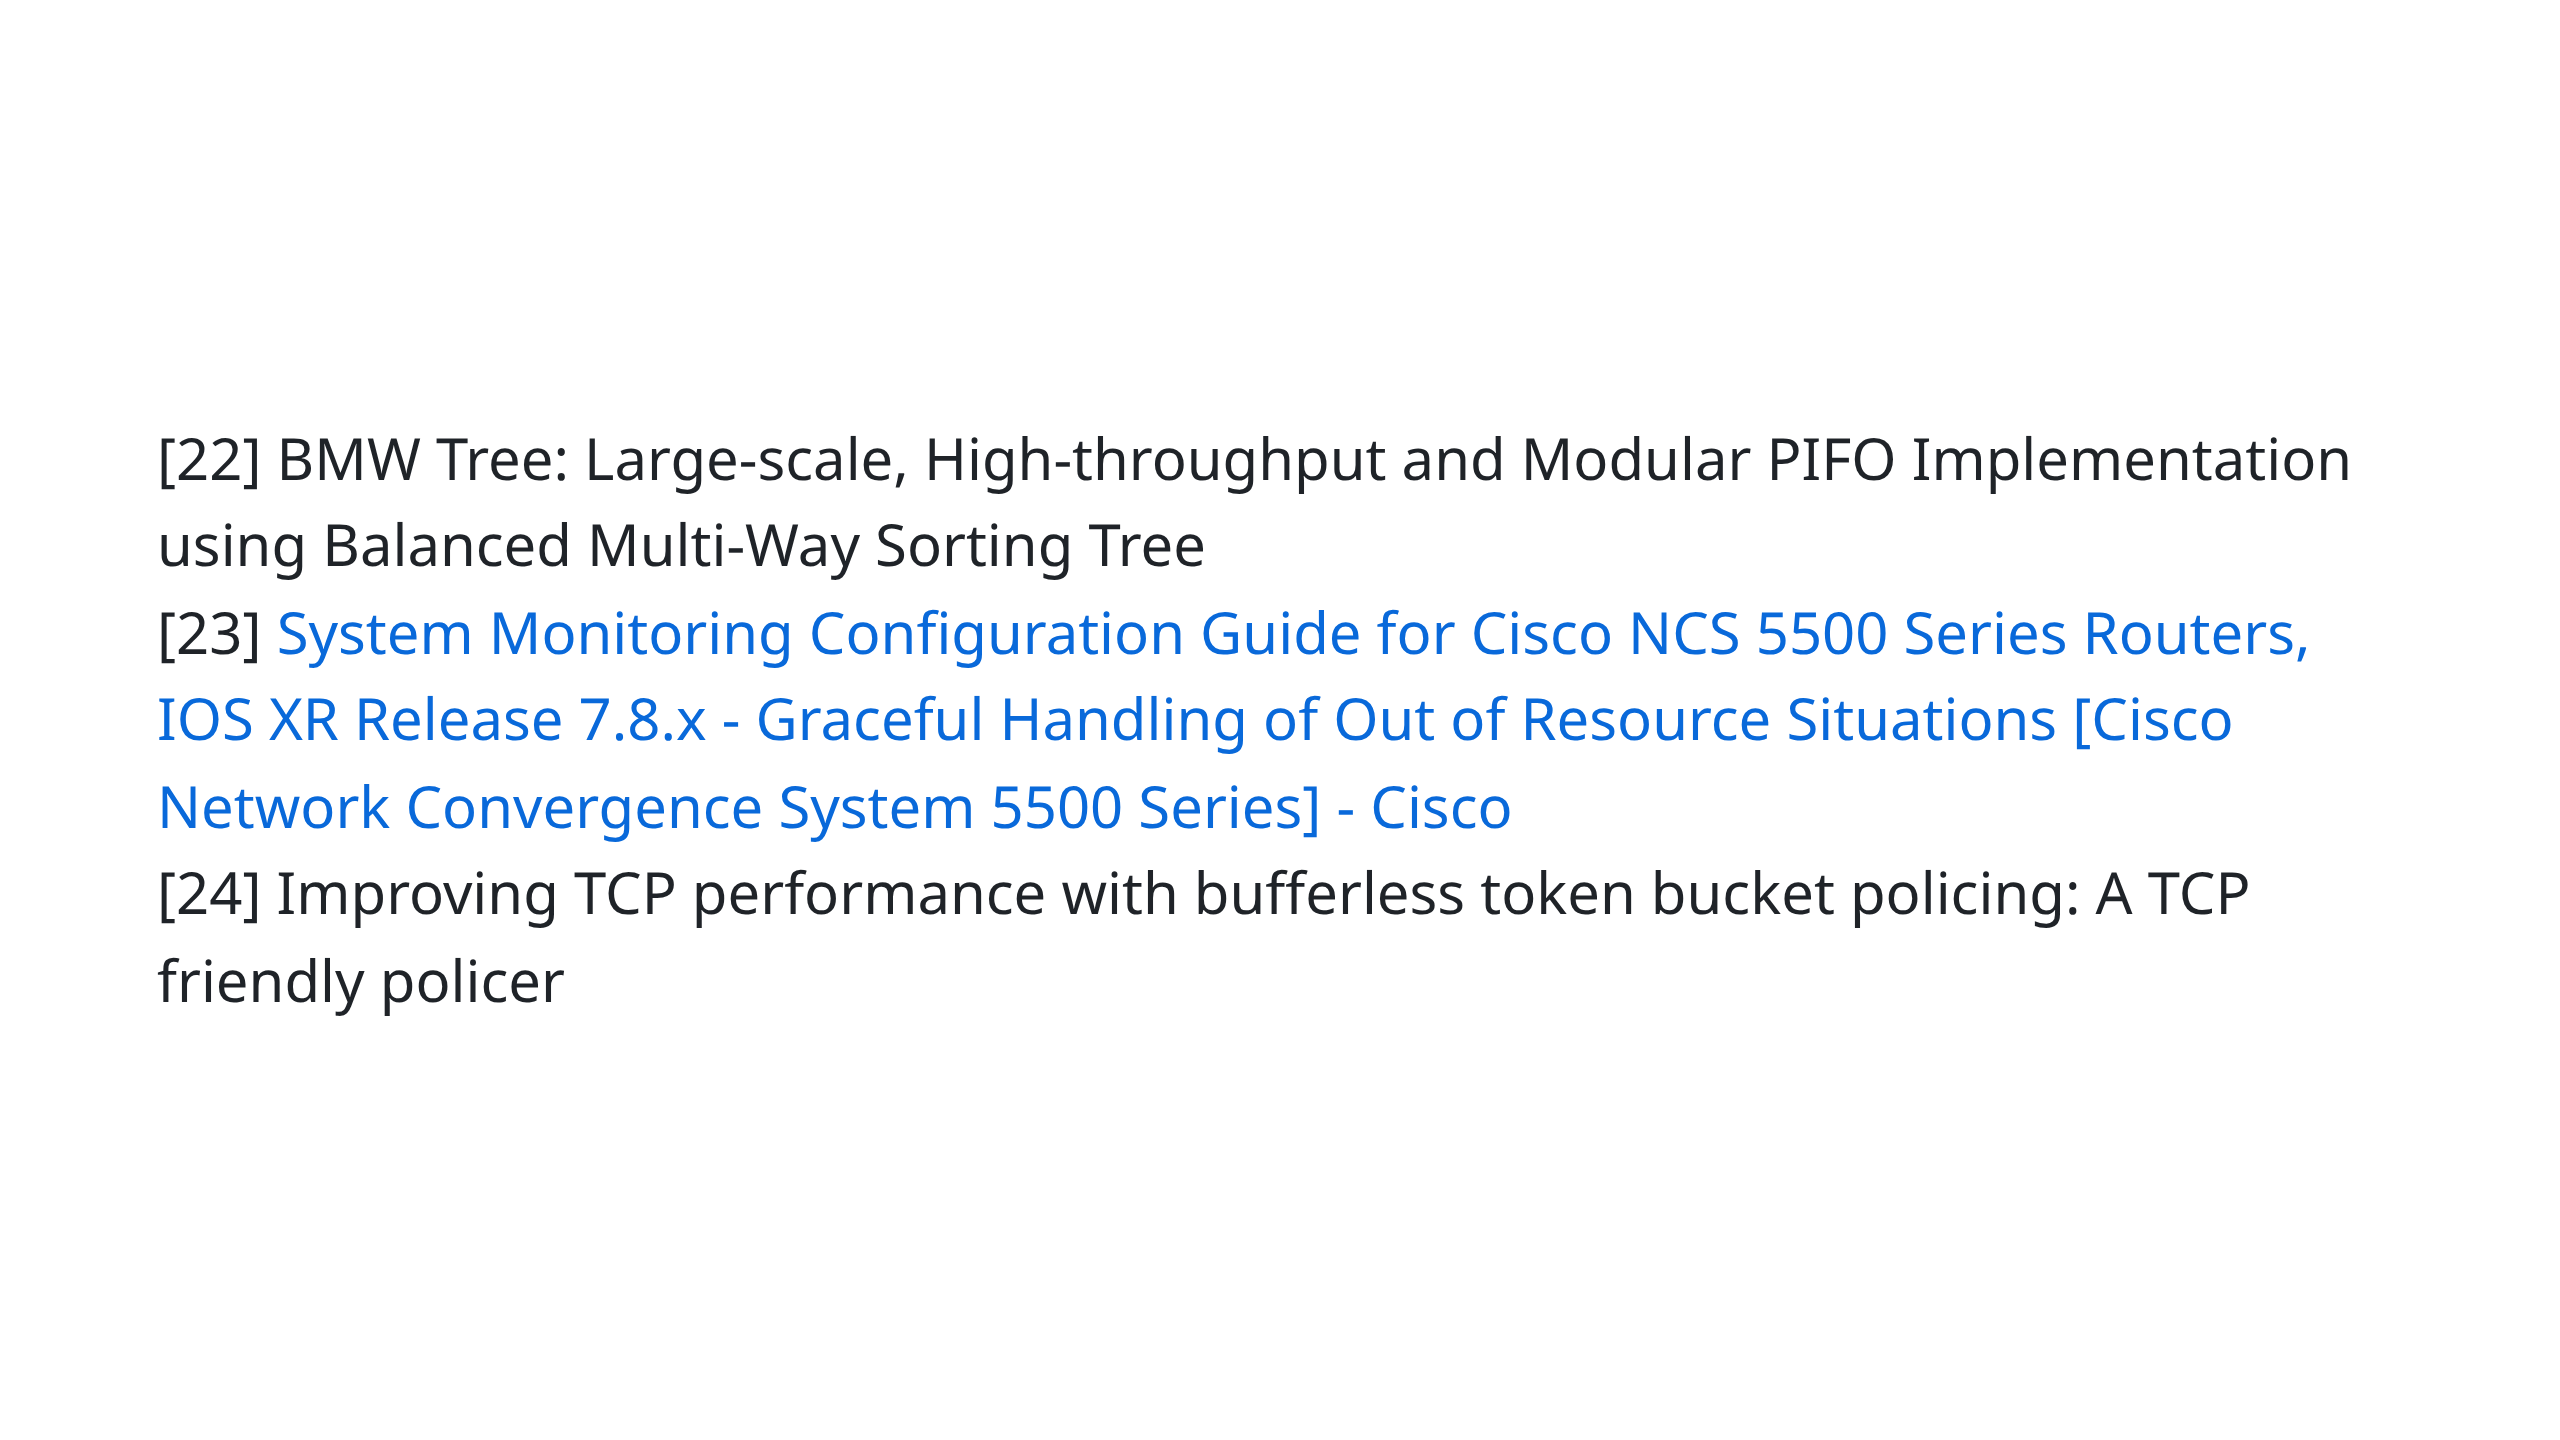 [22] BMW Tree: Large-scale, High-throughput and Modular PIFO Implementation
using Balanced Multi-Way Sorting Tree
[23] System Monitoring Configuration Guide for Cisco NCS 5500 Series Routers,
IOS XR Release 7.8.x - Graceful Handling of Out of Resource Situations [Cisco
Network Convergence System 5500 Series] - Cisco
[24] Improving TCP performance with bufferless token bucket policing: A TCP
friendly policer